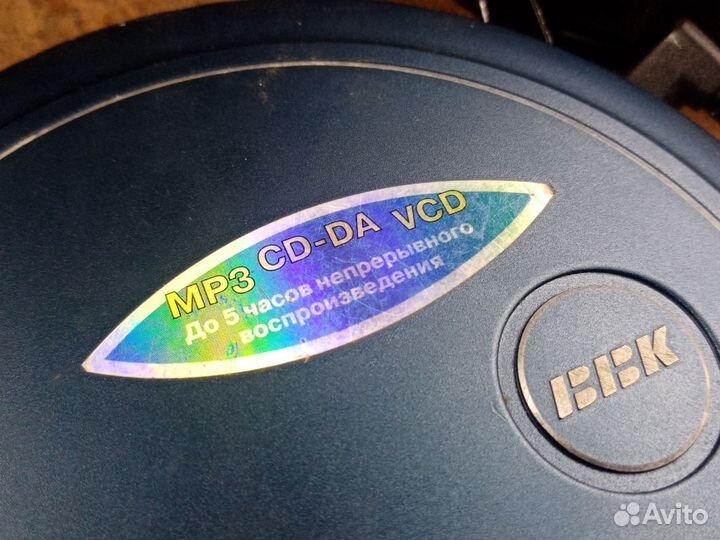 MP3 CD-DA VCD
До 5 часов непрерывного
воспроизведения
BBK
Avito